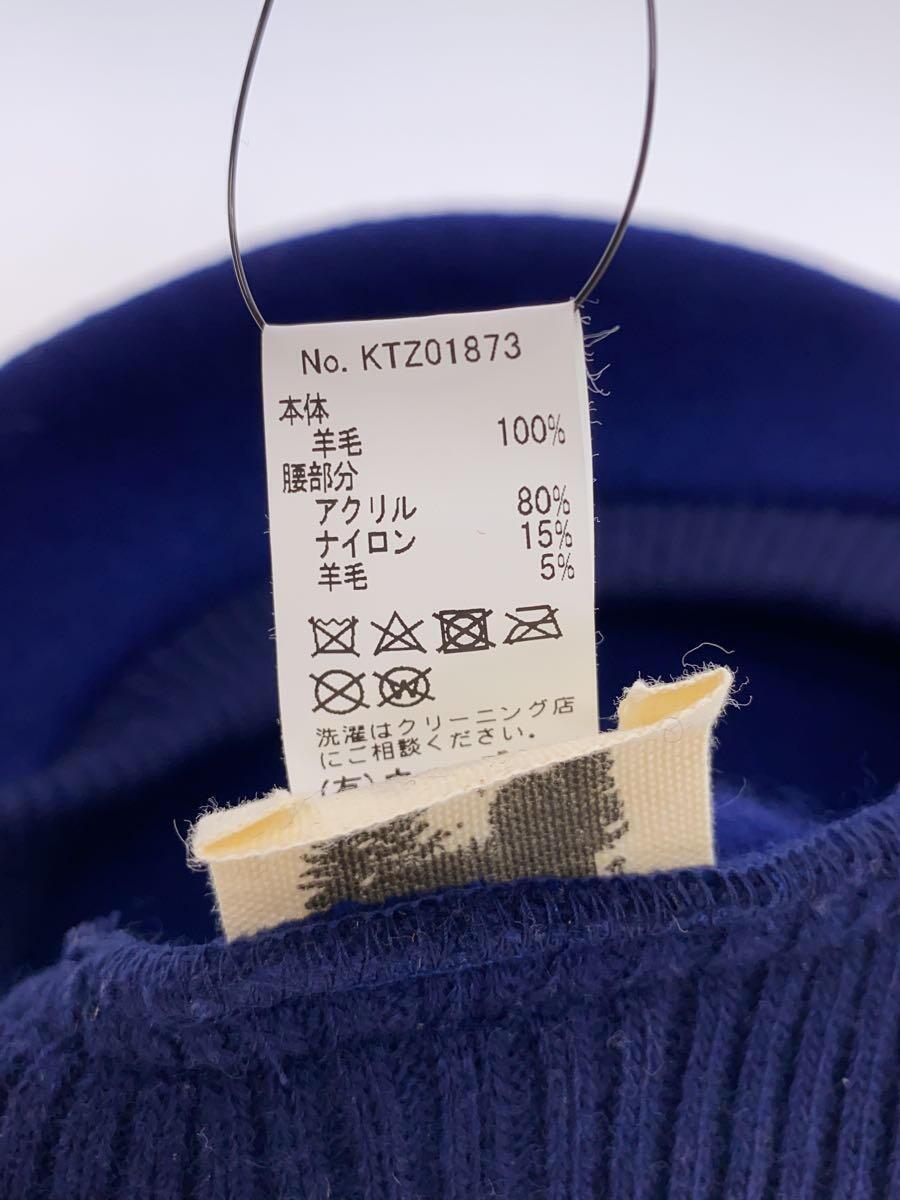 No. KTZ01873
本体
羊毛 100%
腰部分
アクリル 80%
ナイロン 15%
羊毛 5%
W
洗濯はクリーニング店
にご相談ください。
(有)